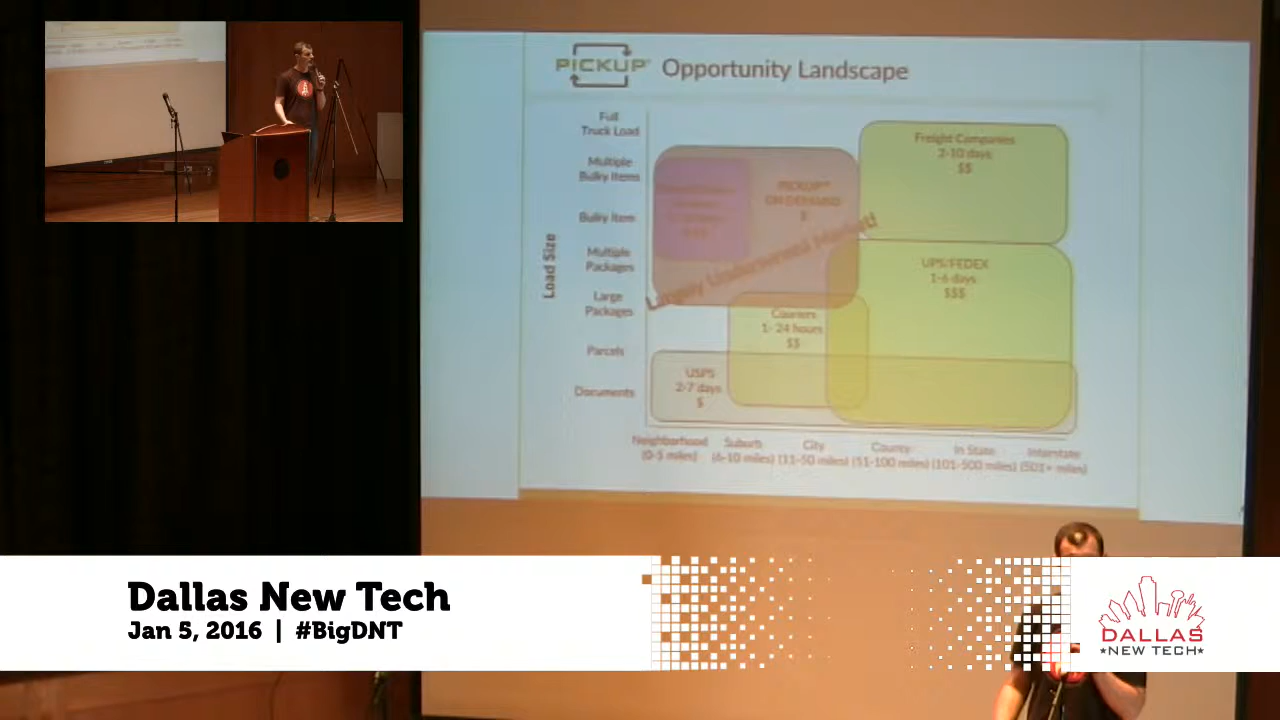 PICKUP
Opportunity Landscape
Full
Truck Load
Multiple
Bulky Items
Bulky Item
Multiple
Packages
Large
Packages
Parcels
Documents
Load Size
PICKUP
ON DEMAND
$
Largely Underserved Market!
Freight Companies
2-10 days
$$
UPS/FEDEX
1-6 days
$$$
Couriers
1- 24 hours
$$
USPS
2-7 days
$
Neighborhood
(0-5 miles)
Suburb
(6-10 miles)
City
(11-50 miles)
County
(51-100 miles)
In State
(101-500 miles)
Interstate
(501+ miles)
Dallas New Tech
Jan 5, 2016 | #BigDNT
DALLAS
★NEW TECH★